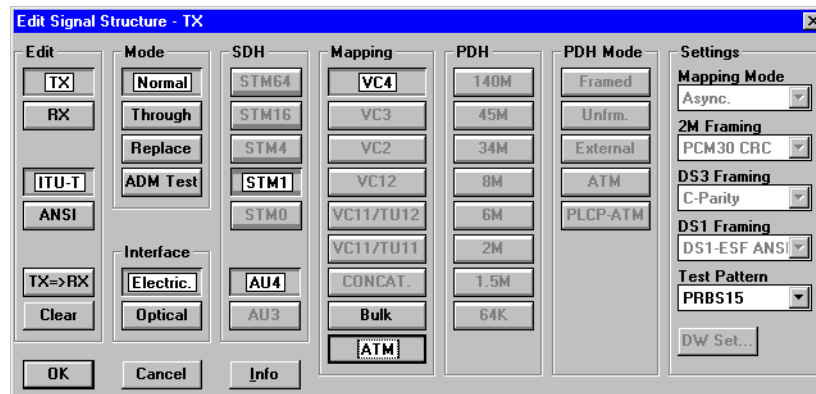 Edit Signal Structure - TX
Edit
TX
RX
ITU-T
ANSI
TX=>RX
Clear
Mode
Normal
Through
Replace
ADM Test
Interface
Electric.
Optical
SDH
STM64
STM16
STM4
STM1
STM0
AU4
AU3
Mapping
VC4
VC3
VC2
VC12
VC11/TU12
VC11/TU11
CONCAT.
Bulk
ATM
PDH
140M
45M
34M
8M
6M
2M
1.5M
64K
PDH Mode
Framed
Unfrm.
External
ATM
PLCP-ATM
Settings
Mapping Mode
Async.
2M Framing
PCM30 CRC
DS3 Framing
C-Parity
DS1 Framing
DS1-ESF ANSI
Test Pattern
PRBS15
DW Set...
OK
Cancel
Info